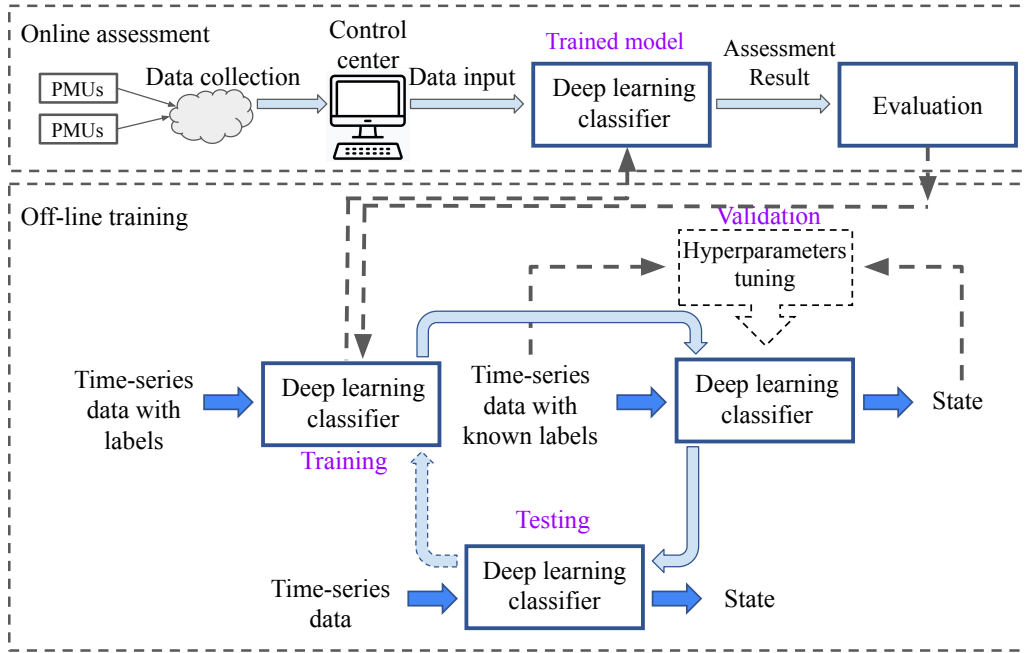 Online assessment
PMUs
PMUs
Data collection
Control
center
Data input
Trained model
Deep learning
classifier
Assessment
Result
Evaluation
Off-line training
Validation
Hyperparameters
tuning
Time-series
data with
labels
Deep learning
classifier
Training
Time-series
data with
known labels
Deep learning
classifier
State
Testing
Time-series
data
Deep learning
classifier
State